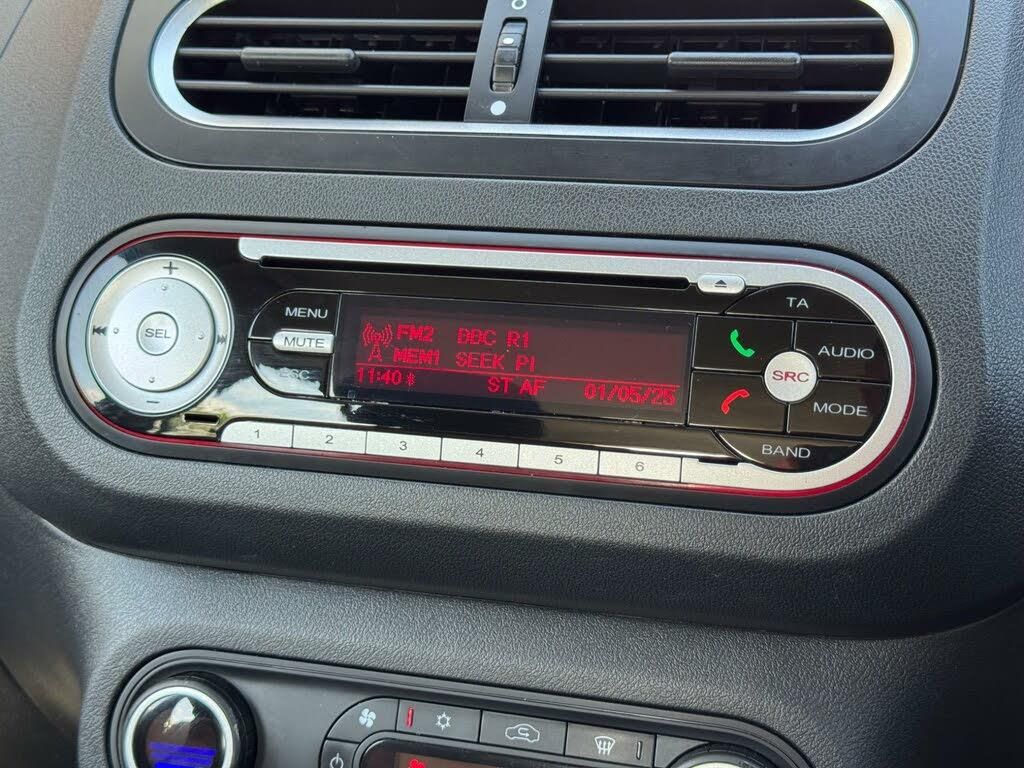 TA
MENU
SEL
MUTE
ESC
FM2 DBC R1
MEM1 SEEK PI
11:40 ST AF 01/05/25
AUDIO
SRC
MODE
BAND
1 2 3 4 5 6